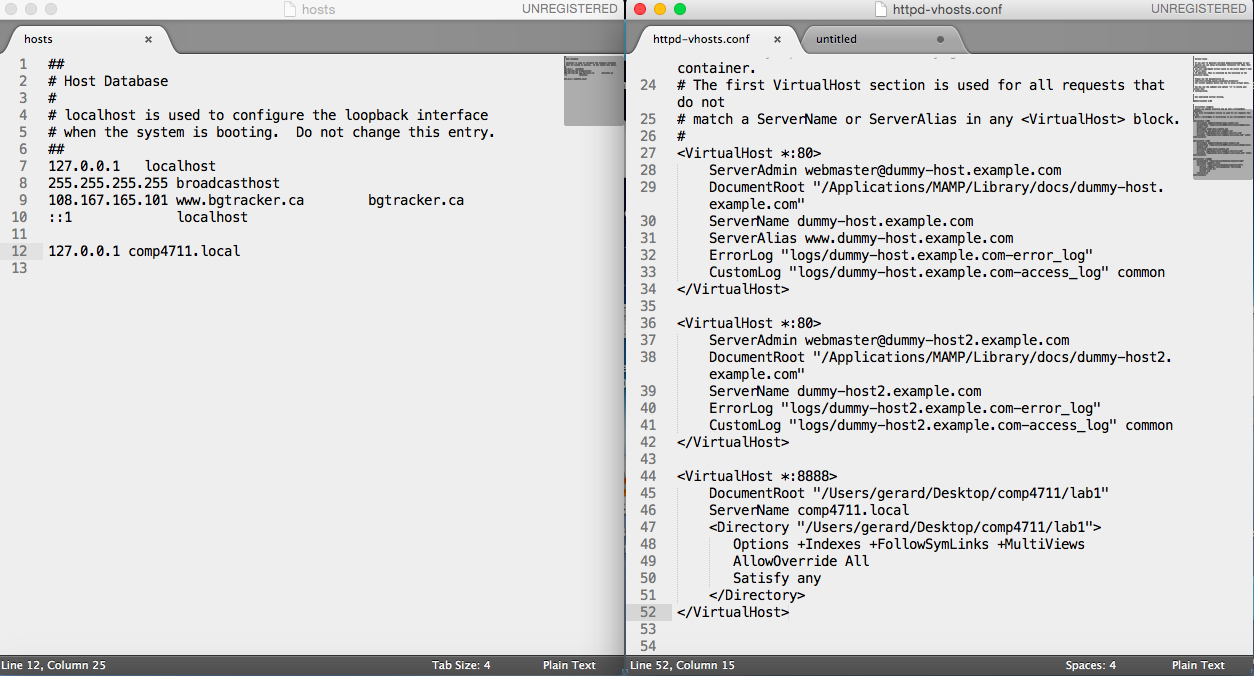 hosts
UNREGISTERED
hosts ×
1 ##
2 # Host Database
3 #
4 # localhost is used to configure the loopback interface
5 # when the system is booting.  Do not change this entry.
6 ##
7 127.0.0.1   localhost
8 255.255.255.255 broadcasthost
9 108.167.165.101 www.bgtracker.ca        bgtracker.ca
10 ::1             localhost
11
12 127.0.0.1 comp4711.local
13
Line 12, Column 25
Tab Size: 4
Plain Text
httpd-vhosts.conf
UNREGISTERED
httpd-vhosts.conf ×
untitled
container.
24 # The first VirtualHost section is used for all requests that
do not
25 # match a ServerName or ServerAlias in any <VirtualHost> block.
26 #
27 <VirtualHost *:80>
28     ServerAdmin webmaster@dummy-host.example.com
29     DocumentRoot "/Applications/MAMP/Library/docs/dummy-host.
example.com"
30     ServerName dummy-host.example.com
31     ServerAlias www.dummy-host.example.com
32     ErrorLog "logs/dummy-host.example.com-error_log"
33     CustomLog "logs/dummy-host.example.com-access_log" common
34 </VirtualHost>
35
36 <VirtualHost *:80>
37     ServerAdmin webmaster@dummy-host2.example.com
38     DocumentRoot "/Applications/MAMP/Library/docs/dummy-host2.
example.com"
39     ServerName dummy-host2.example.com
40     ErrorLog "logs/dummy-host2.example.com-error_log"
41     CustomLog "logs/dummy-host2.example.com-access_log" common
42 </VirtualHost>
43
44 <VirtualHost *:8888>
45     DocumentRoot "/Users/gerard/Desktop/comp4711/lab1"
46     ServerName comp4711.local
47     <Directory "/Users/gerard/Desktop/comp4711/lab1">
48        Options +Indexes +FollowSymLinks +MultiViews
49        AllowOverride All
50        Satisfy any
51     </Directory>
52 </VirtualHost>
53
54
Line 52, Column 15
Spaces: 4
Plain Text